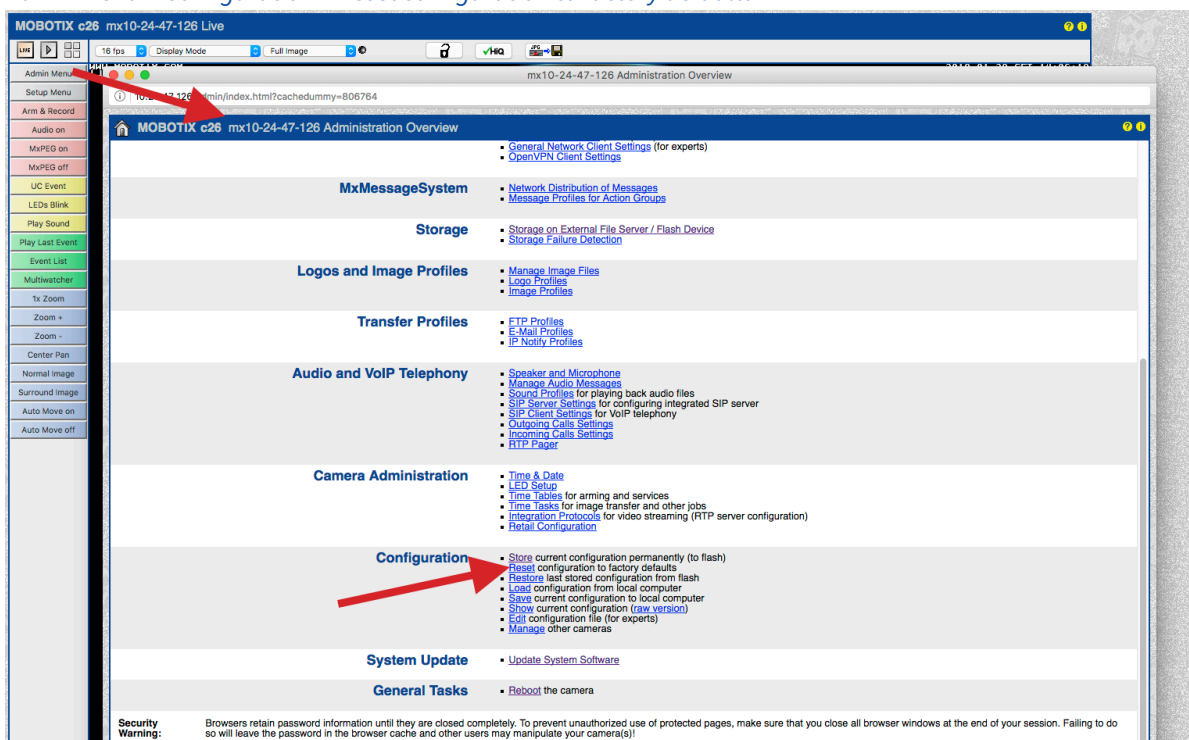 MOBOTIX c26 mx10-24-47-126 Live
16 fps Display Mode Full Image HiQ JPG
Admin Menu
Setup Menu
Arm & Record
Audio on
MxPEG on
MxPEG off
UC Event
LEDs Blink
Play Sound
Play Last Event
Event List
Multiwatcher
1x Zoom
Zoom +
Zoom -
Center Pan
Normal Image
Surround Image
Auto Move on
Auto Move off
mx10-24-47-126 Administration Overview
MOBOTIX c26 mx10-24-47-126 Administration Overview
General Network Client Settings (for experts)
OpenVPN Client Settings
MxMessageSystem
Network Distribution of Messages
Message Profiles for Action Groups
Storage
Storage on External File Server / Flash Device
Storage Failure Detection
Logos and Image Profiles
Manage Image Files
Logo Profiles
Image Profiles
Transfer Profiles
FTP Profiles
E-Mail Profiles
IP Notify Profiles
Audio and VoIP Telephony
Speaker and Microphone
Manage Audio Messages
Sound Profiles for playing back audio files
SIP Server Settings for configuring integrated SIP server
SIP Client Settings for VoIP telephony
Outgoing Calls Settings
Incoming Calls Settings
RTP Pager
Camera Administration
Time & Date
LED Setup
Time Tables for arming and services
Time Tasks for image transfer and other jobs
Integration Protocols for video streaming (RTP server configuration)
Retail Configuration
Configuration
Store current configuration permanently (to flash)
Reset configuration to factory defaults
Restore last stored configuration from flash
Load configuration from local computer
Save current configuration to local computer
Show current configuration (raw version)
Edit configuration file (for experts)
Manage other cameras
System Update
Update System Software
General Tasks
Reboot the camera
Security Browsers retain password information until they are closed completely. To prevent unauthorized use of protected pages, make sure that you close all browser windows at the end of your session. Failing to do
Warning: so will leave the password in the browser cache and other users may manipulate your camera(s)!